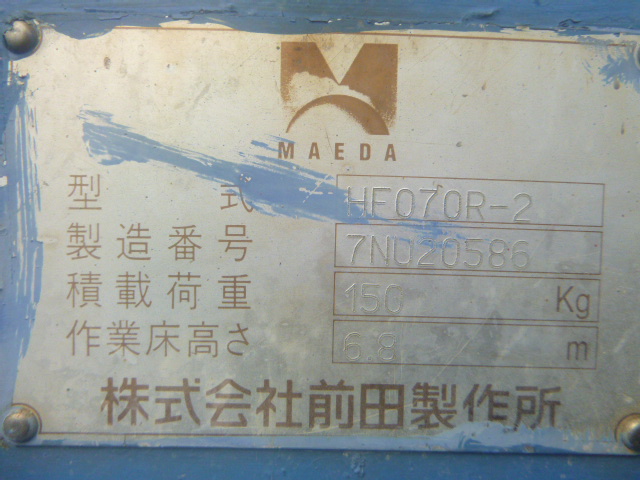 MAEDA
型式 HF070R-2
製造番号 7N020586
積載荷重 150 Kg
作業床高さ 6.8 m
株式会社前田製作所